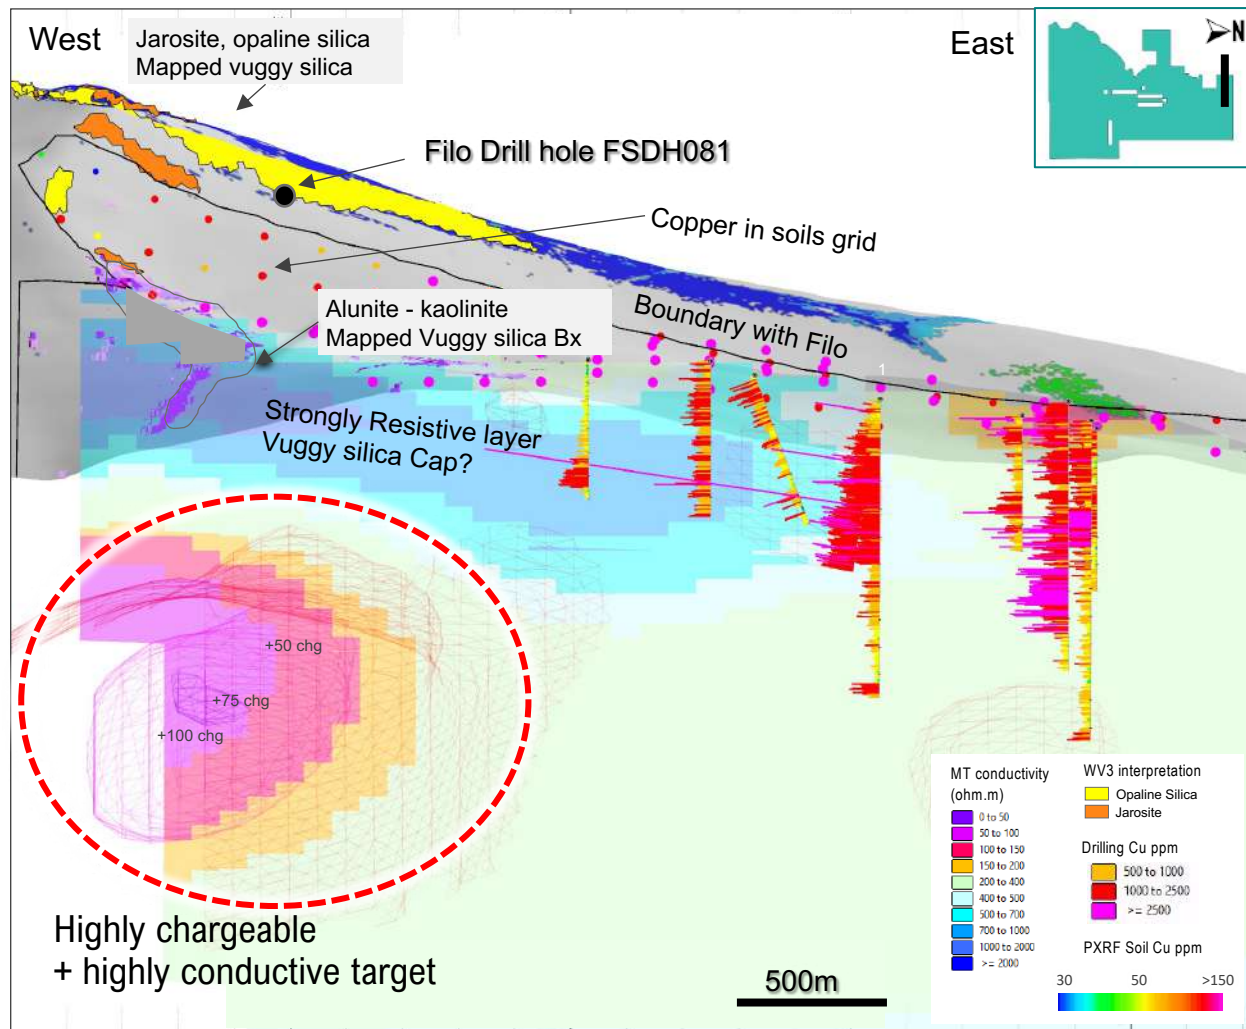 West
Jarosite, opaline silica
Mapped vuggy silica
East
N
Filo Drill hole FSDH081
Copper in soils grid
Alunite - kaolinite
Mapped Vuggy silica Bx
Boundary with Filo
1
Strongly Resistive layer
Vuggy silica Cap?
+50 chg
+75 chg
+100 chg
Highly chargeable
+ highly conductive target
500m
MT conductivity
(ohm.m)
0 to 50
50 to 100
100 to 150
150 to 200
200 to 400
400 to 500
500 to 700
700 to 1000
1000 to 2000
>= 2000
WV3 interpretation
Opaline Silica
Jarosite
Drilling Cu ppm
500 to 1000
1000 to 2500
>= 2500
PXRF Soil Cu ppm
30 50 >150